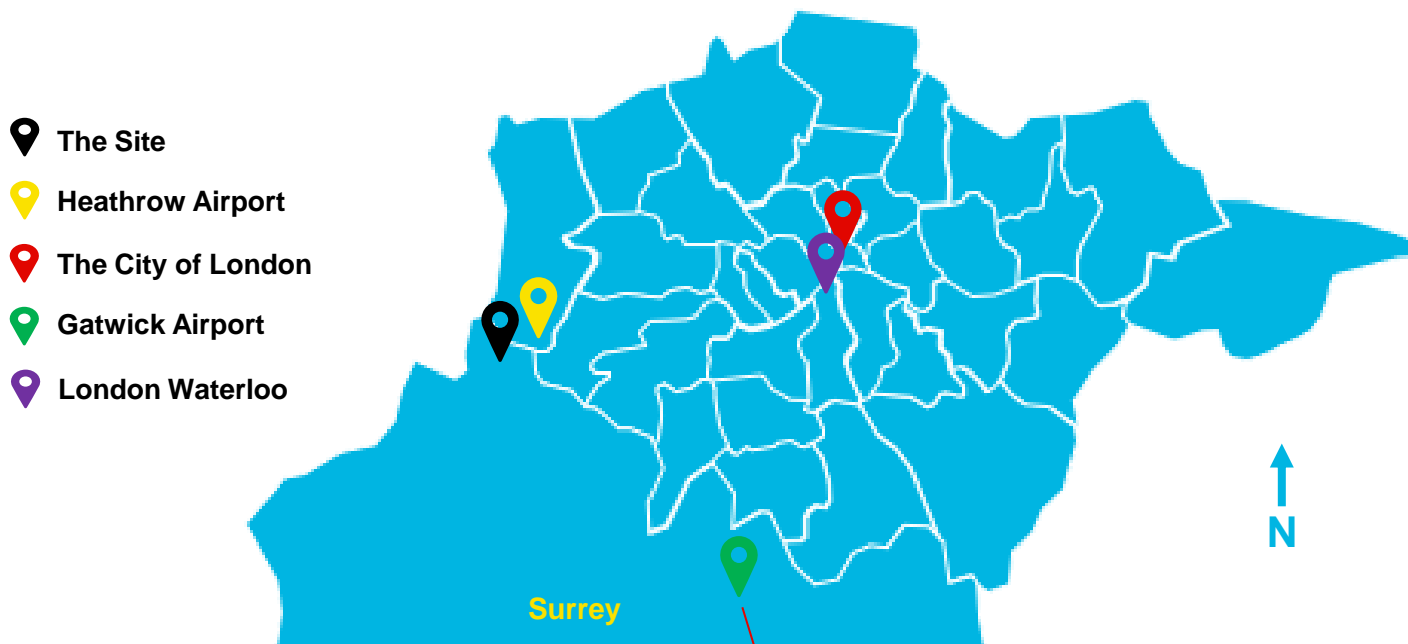 The Site
Heathrow Airport
The City of London
Gatwick Airport
London Waterloo
N
Surrey